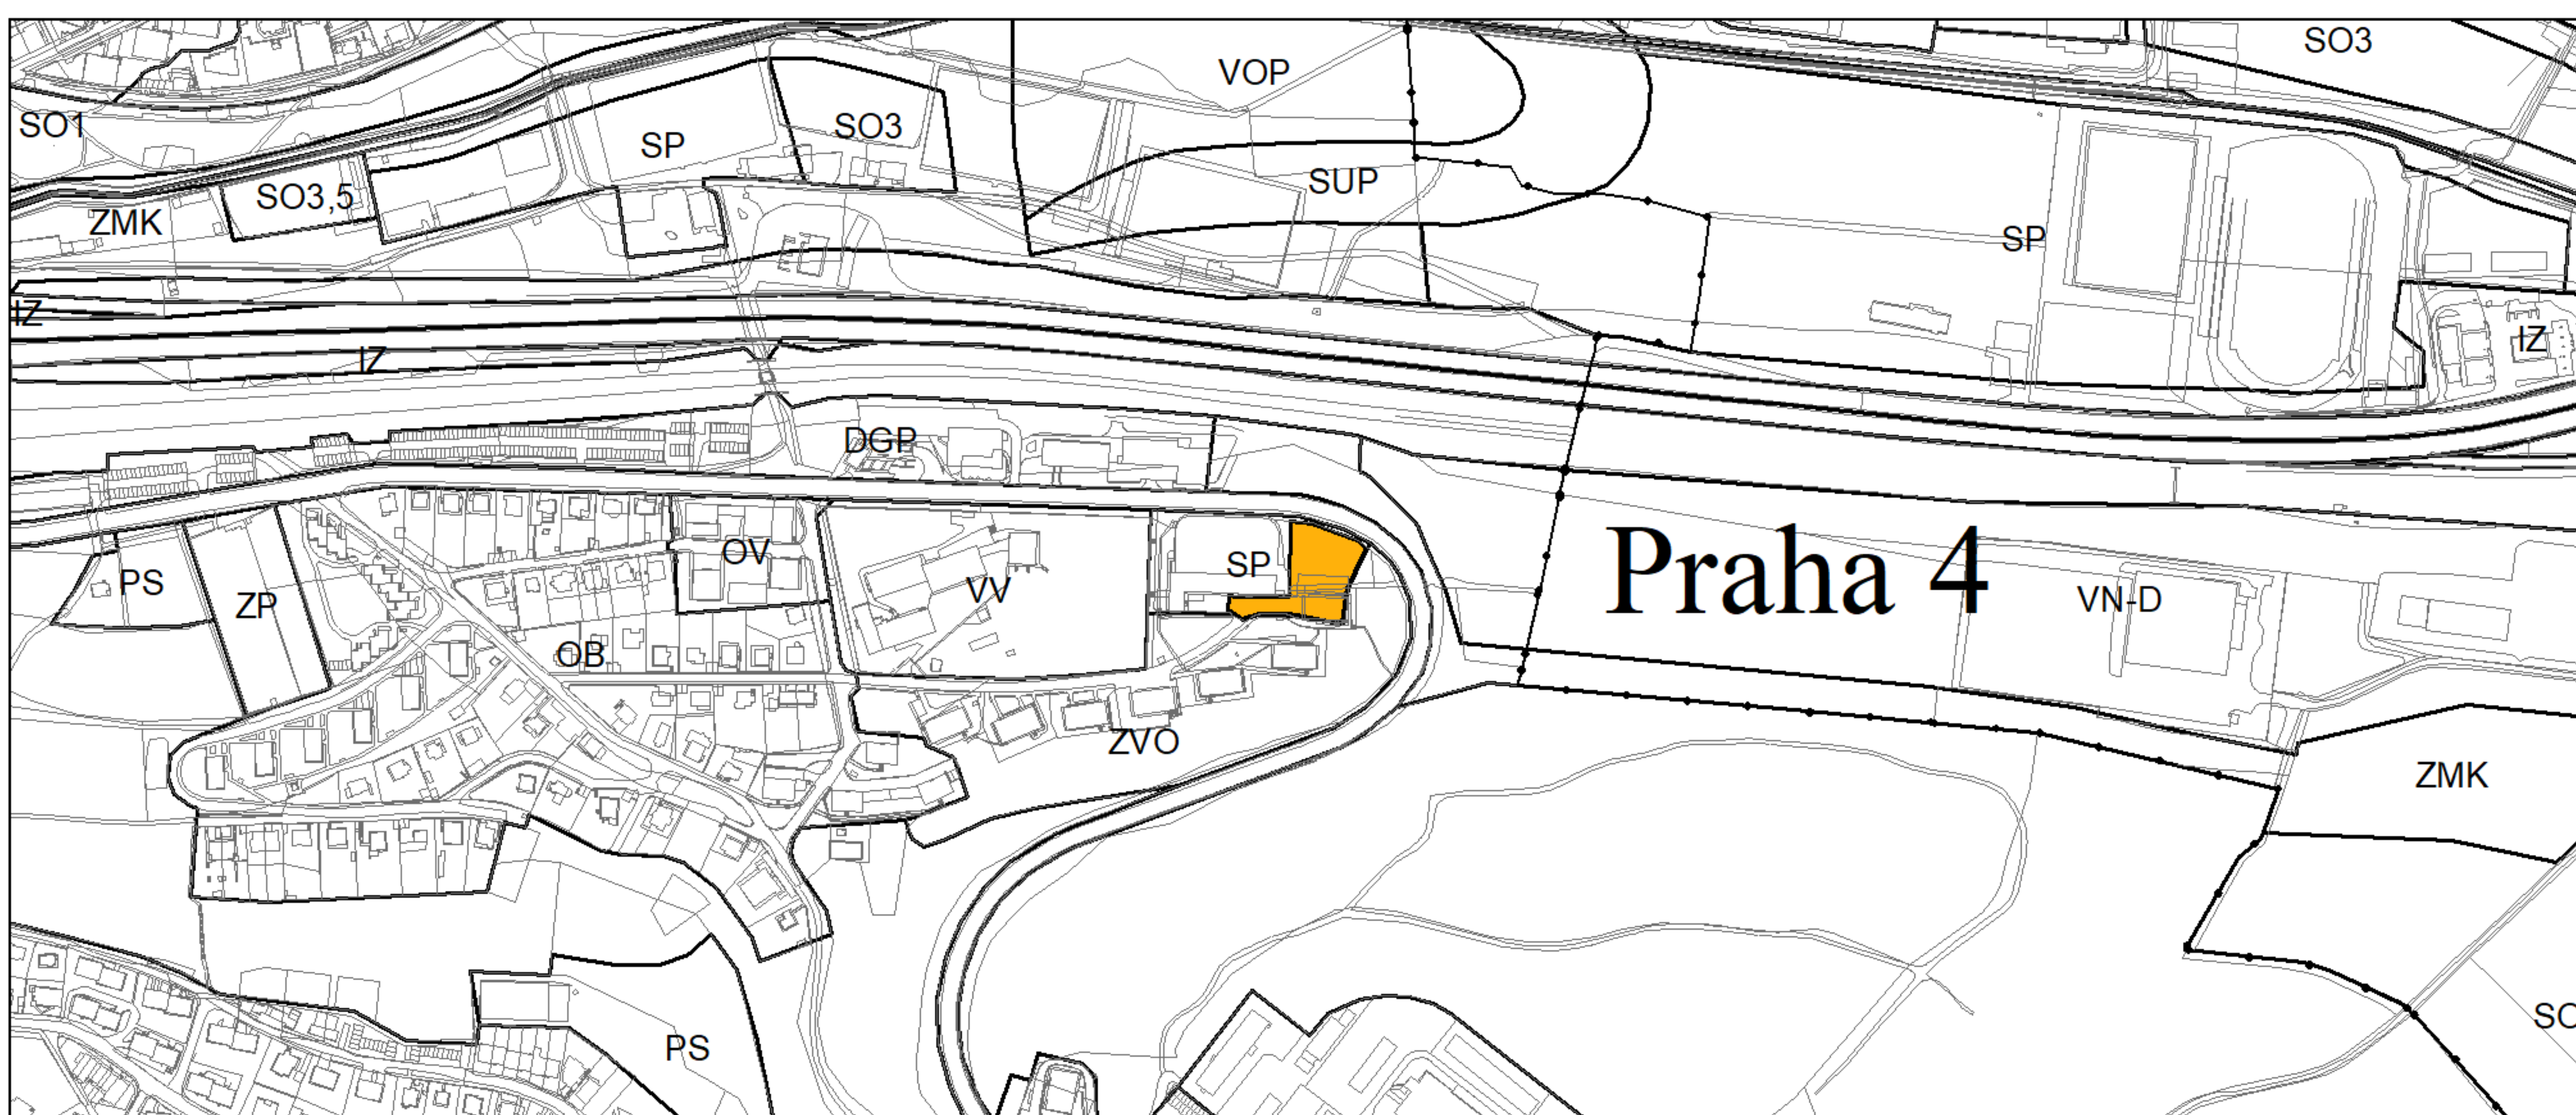 SO3
VOP
SO1
SP
SO3
SO3,5
SUP
ZMK
SP
IZ
IZ
IZ
DGP
OV
SP
Praha 4
PS
VV
VN-D
ZP
OB
ZVO
ZMK
SO
PS